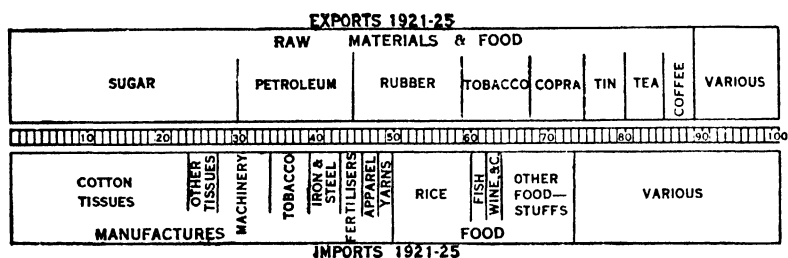 EXPORTS 1921-25
RAW MATERIALS & FOOD
SUGAR PETROLEUM RUBBER TOBACCO COPRA TIN TEA COFFEE VARIOUS
10 20 30 40 50 60 70 80 90 100
COTTON TISSUES OTHER TISSUES MACHINERY TOBACCO IRON & STEEL FERTILISERS APPAREL YARNS RICE FISH WINE, &C. OTHER FOOD—STUFFS VARIOUS
MANUFACTURES FOOD
IMPORTS 1921-25